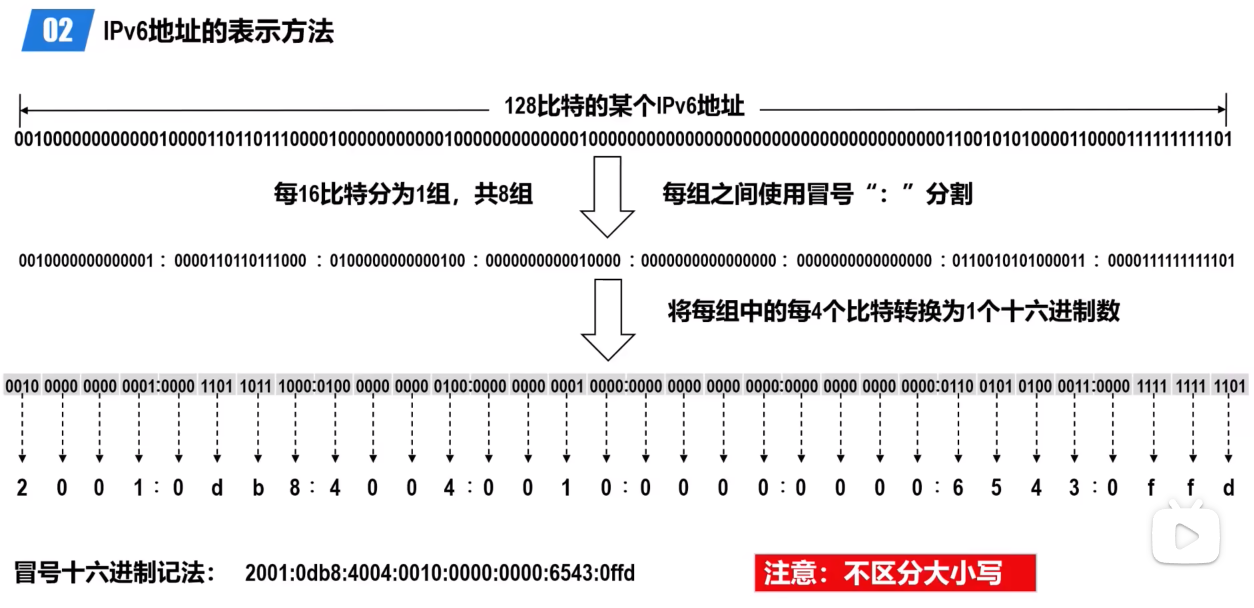 02 IPv6地址的表示方法
128比特的某个IPv6地址
00100000000000010000110110111000010000000000010000000000000100000000000000000000000000000000000001100101010000110000111111111101
每16比特分为1组，共8组 每组之间使用冒号“：”分割
0010000000000001 : 0000110110111000 : 0100000000000100 : 0000000000010000 : 0000000000000000 : 0000000000000000 : 0110010101000011 : 0000111111111101
将每组中的每4个比特转换为1个十六进制数
0010 0000 0000 0001:0000 1101 1011 1000:0100 0000 0000 0100:0000 0000 0001 0000:0000 0000 0000 0000:0000 0000 0000 0000:0110 0101 0100 0011:0000 1111 1111 1101
2 0 0 1:0 d b 8:4 0 0 4:0 0 1 0:0 0 0 0:0 0 0 0:6 5 4 3:0 f f d
冒号十六进制记法： 2001:0db8:4004:0010:0000:0000:6543:0ffd 注意：不区分大小写